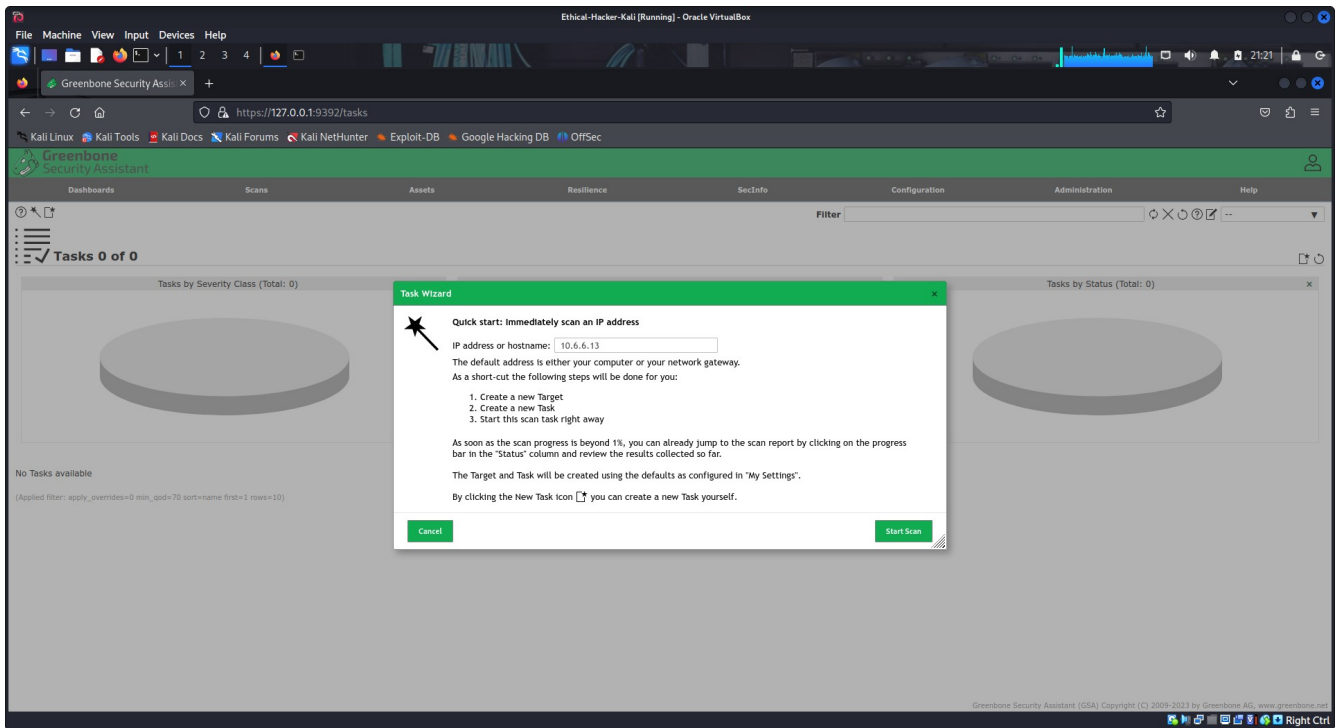 Ethical-Hacker-Kali [Running] - Oracle VirtualBox
File Machine View Input Devices Help
1 2 3 4
21:21
Greenbone Security Assis
https://127.0.0.1:9392/tasks
Kali Linux Kali Tools Kali Docs Kali Forums Kali NetHunter Exploit-DB Google Hacking DB OffSec
Greenbone
Security Assistant
Dashboards Scans Assets Resilience SecInfo Configuration Administration Help
Filter
--
Tasks 0 of 0
Tasks by Severity Class (Total: 0)
Tasks by Status (Total: 0)
Task Wizard
Quick start: Immediately scan an IP address
IP address or hostname: 10.6.6.13
The default address is either your computer or your network gateway.
As a short-cut the following steps will be done for you:
1. Create a new Target
2. Create a new Task
3. Start this scan task right away
As soon as the scan progress is beyond 1%, you can already jump to the scan report by clicking on the progress
bar in the "Status" column and review the results collected so far.
The Target and Task will be created using the defaults as configured in "My Settings".
By clicking the New Task icon you can create a new Task yourself.
Cancel
Start Scan
No Tasks available
(Applied filter: apply_overrides=0 min_qod=70 sort=name first=1 rows=10)
Greenbone Security Assistant (GSA) Copyright (C) 2009-2023 by Greenbone AG, www.greenbone.net
Right Ctrl